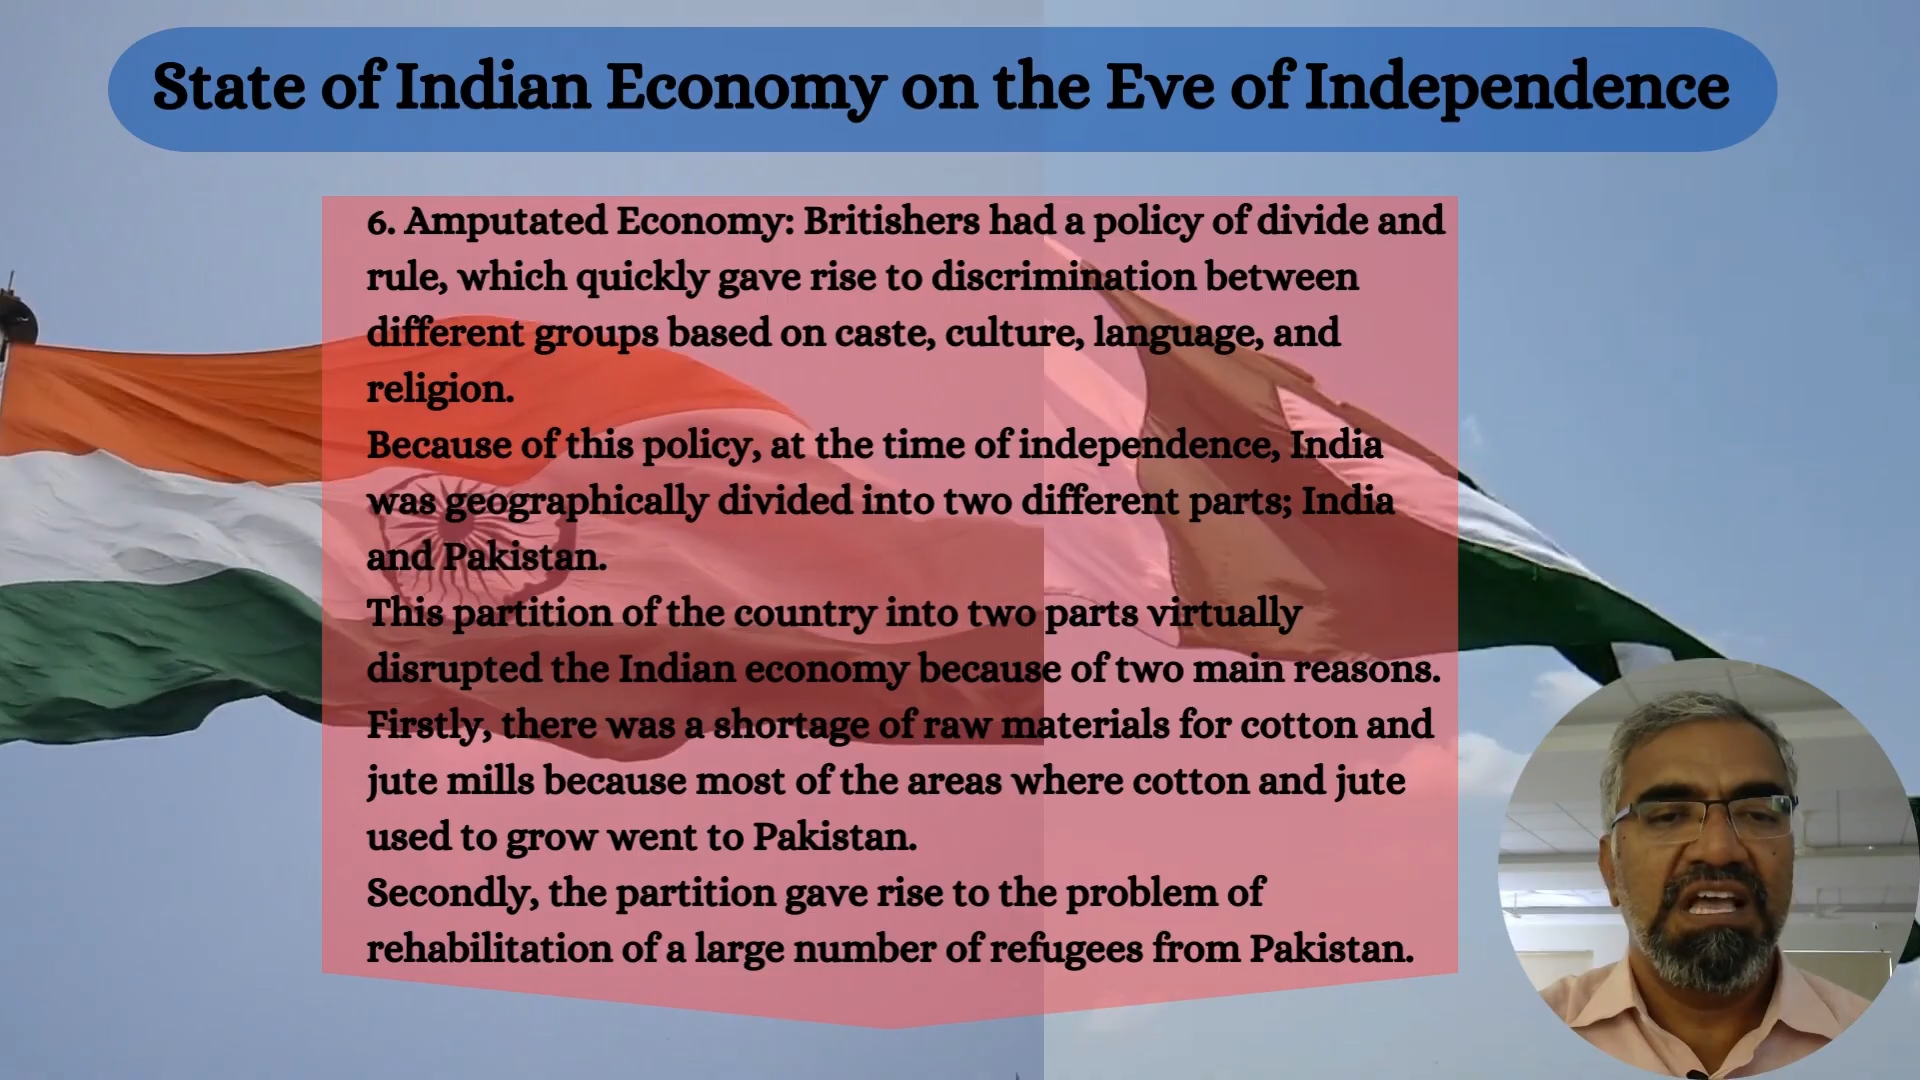 State of Indian Economy on the Eve of Independence
6. Amputated Economy: Britishers had a policy of divide and
rule, which quickly gave rise to discrimination between
different groups based on caste, culture, language, and
religion.
Because of this policy, at the time of independence, India
was geographically divided into two different parts; India
and Pakistan.
This partition of the country into two parts virtually
disrupted the Indian economy because of two main reasons.
Firstly, there was a shortage of raw materials for cotton and
jute mills because most of the areas where cotton and jute
used to grow went to Pakistan.
Secondly, the partition gave rise to the problem of
rehabilitation of a large number of refugees from Pakistan.